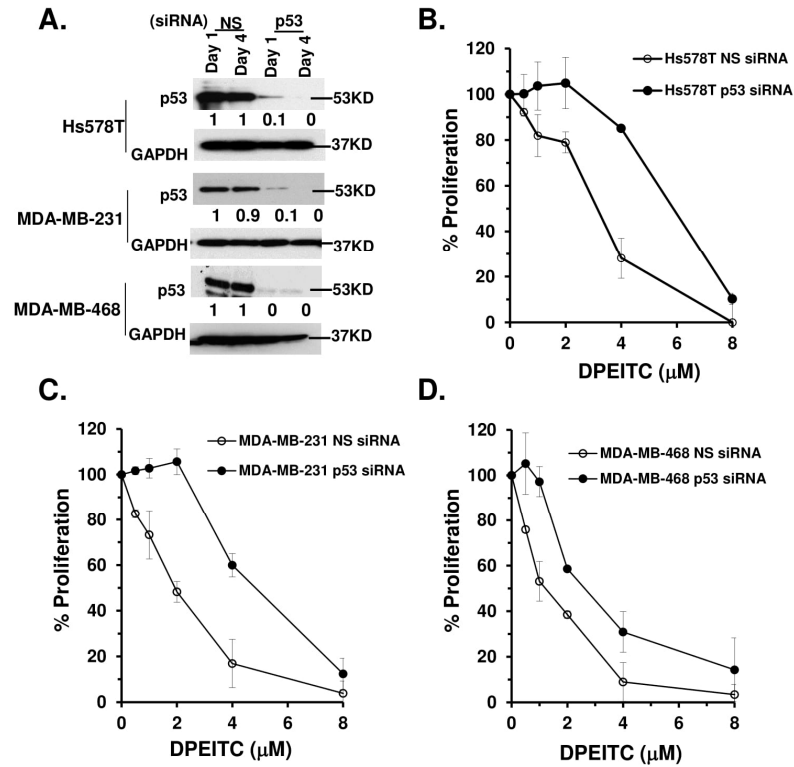 A.
(siRNA) NS p53
Day 1 Day 4 Day 1 Day 4
Hs578T
p53 53KD
1 1 0.1 0
GAPDH 37KD
MDA-MB-231
p53 53KD
1 0.9 0.1 0
GAPDH 37KD
MDA-MB-468
p53 53KD
1 1 0 0
GAPDH 37KD
B.
Hs578T NS siRNA
Hs578T p53 siRNA
% Proliferation
120
100
80
60
40
20
0
0 2 4 6 8
DPEITC (µM)
C.
MDA-MB-231 NS siRNA
MDA-MB-231 p53 siRNA
% Proliferation
120
100
80
60
40
20
0
0 2 4 6 8
DPEITC (µM)
D.
MDA-MB-468 NS siRNA
MDA-MB-468 p53 siRNA
% Proliferation
120
100
80
60
40
20
0
0 2 4 6 8
DPEITC (µM)